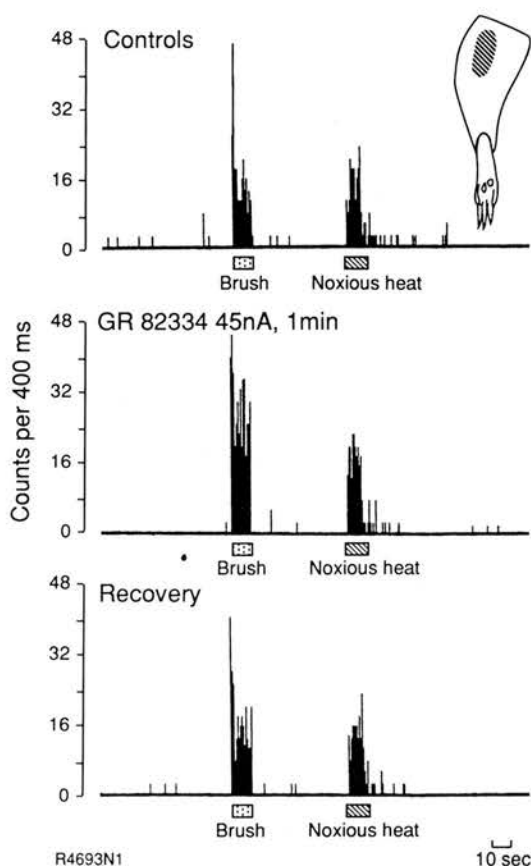 Controls
48
32
16
0
Brush Noxious heat
GR 82334 45nA, 1min
48
32
16
0
Brush Noxious heat
Recovery
48
32
16
0
Brush Noxious heat
Counts per 400 ms
R4693N1
10 sec